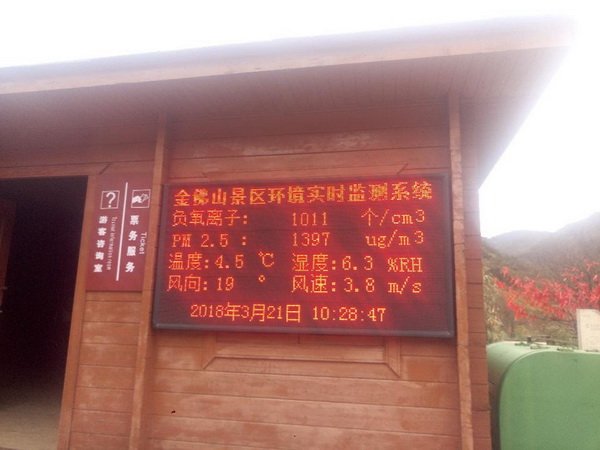 金佛山景区环境实时监测系统
负氧离子： 1011 个/cm3
PM 2.5： 1397 ug/m3
温度:4.5 ℃ 湿度:6.3 %RH
风向:19 ° 风速:3.8 m/s
2018年3月21日 10:28:47
?
游客咨询室
票务服务
Ticket